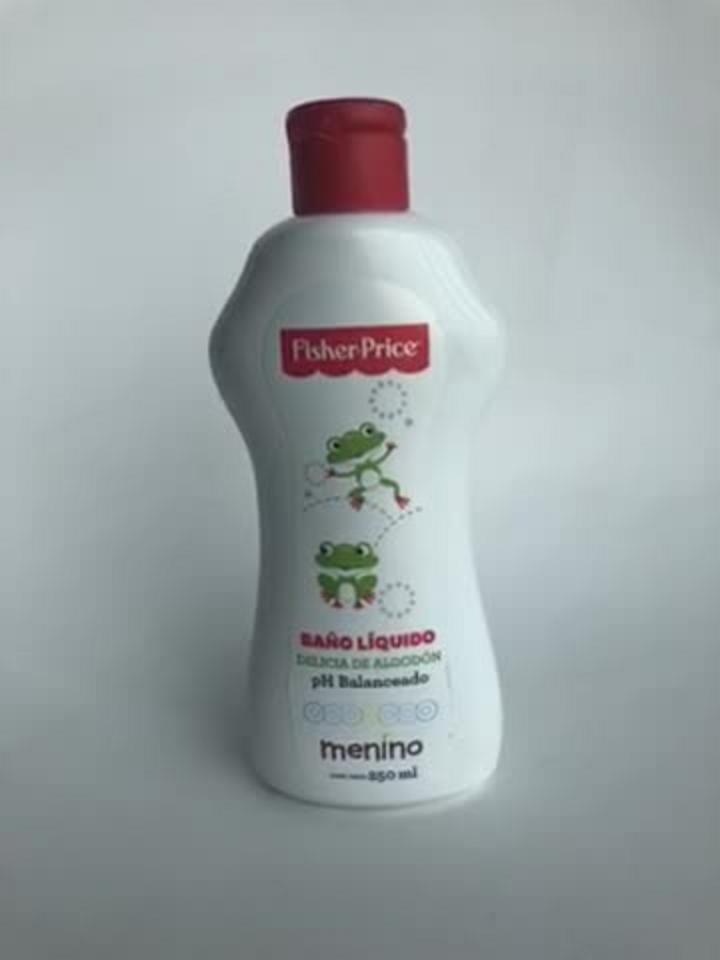 Fisher-Price
BAÑO LÍQUIDO
DELICIA DE ALGODÓN
pH Balanceado
menino
250 ml